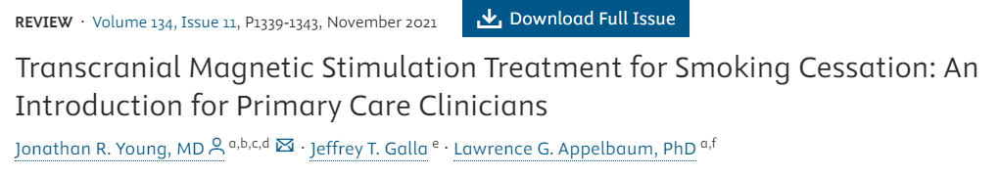 REVIEW · Volume 134, Issue 11, P1339-1343, November 2021 Download Full Issue
Transcranial Magnetic Stimulation Treatment for Smoking Cessation: An
Introduction for Primary Care Clinicians
Jonathan R. Young, MD a,b,c,d · Jeffrey T. Galla e · Lawrence G. Appelbaum, PhD a,f